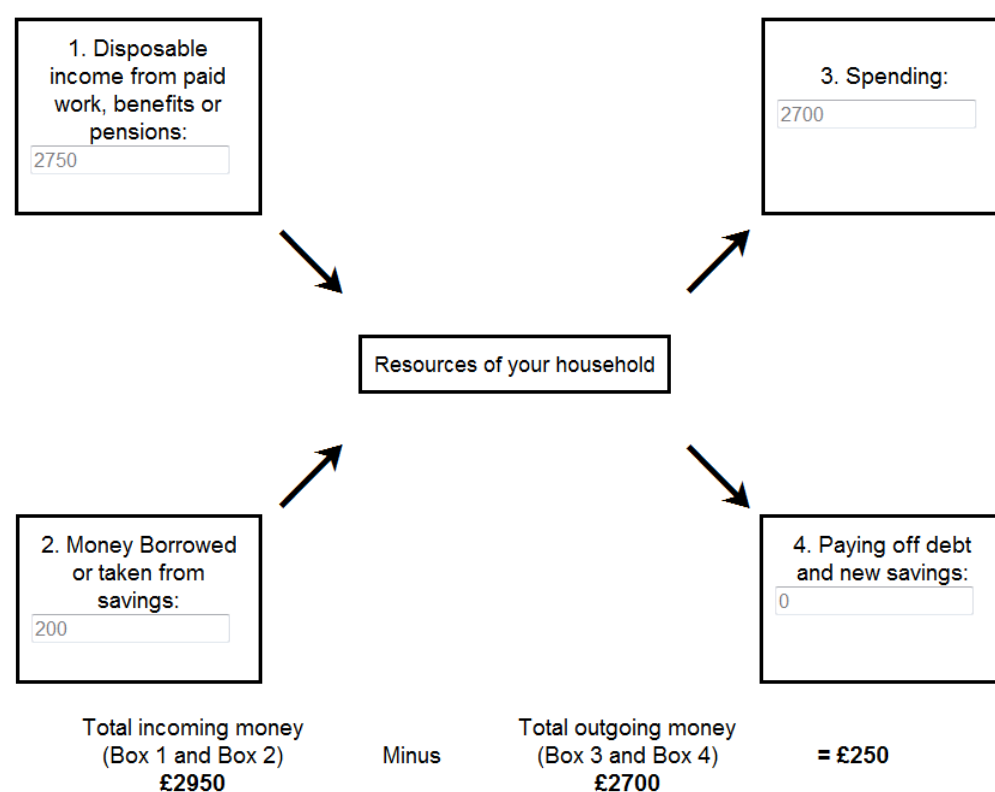 1. Disposable
income from paid
work, benefits or
pensions:
2750
3. Spending:
2700
Resources of your household
2. Money Borrowed
or taken from
savings:
200
4. Paying off debt
and new savings:
0
Total incoming money
(Box 1 and Box 2)
£2950
Minus
Total outgoing money
(Box 3 and Box 4)
£2700
= £250